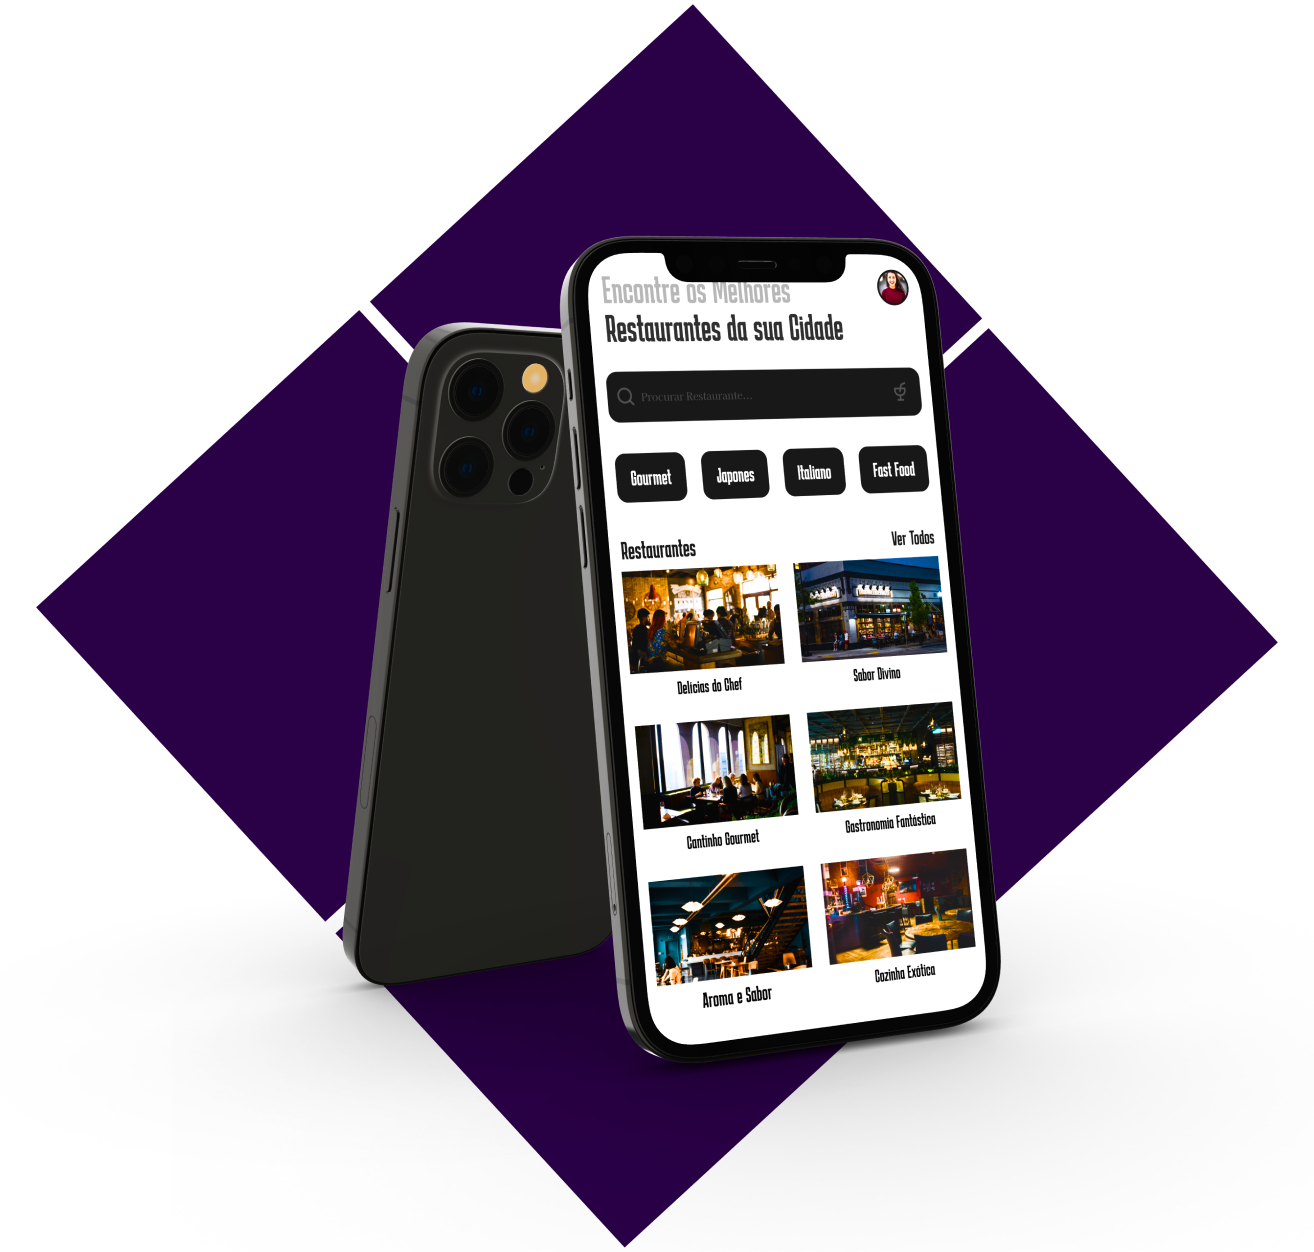 Encontre os Melhores
Restaurantes da sua Cidade
Procurar Restaurante...
Gourmet
Japones
Italiano
Fast Food
Restaurantes
Ver Todos
Delícias do Chef
Sabor Divino
Cantinho Gourmet
Gastronomia Fantástica
Aroma e Sabor
Cozinha Exótica